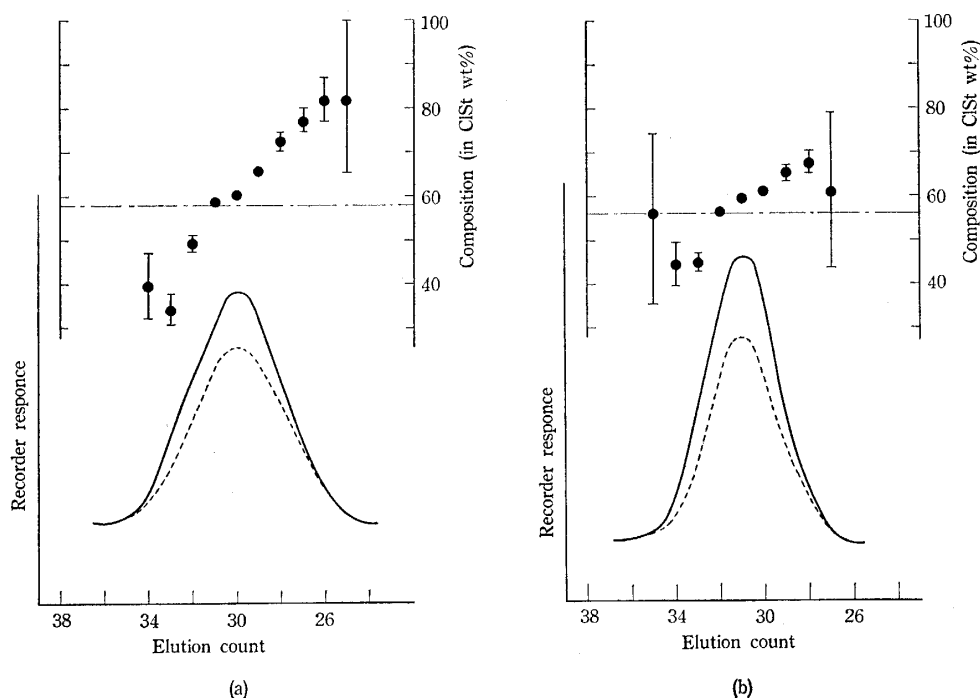 100
80
60
40
Composition (in ClSt wt%)
Recorder responce
38
34
30
26
Elution count
(a)
100
80
60
40
Composition (in ClSt wt%)
Recorder responce
38
34
30
26
Elution count
(b)